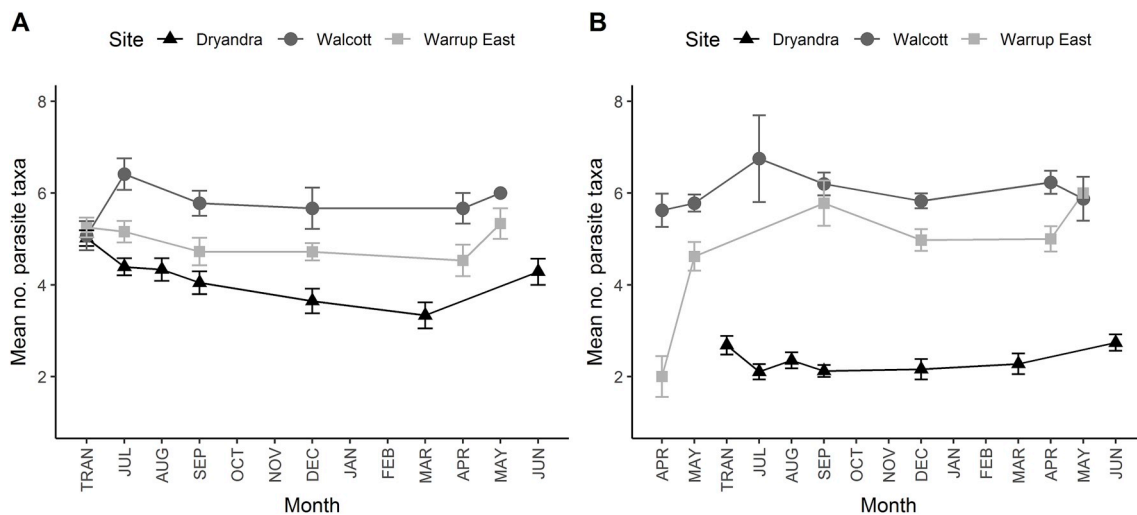 A
Site Dryandra Walcott Warrup East
Mean no. parasite taxa
8
6
4
2
TRAN JUL AUG SEP OCT NOV DEC JAN FEB MAR APR MAY JUN
Month
B
Site Dryandra Walcott Warrup East
Mean no. parasite taxa
8
6
4
2
APR MAY TRAN JUL AUG SEP OCT NOV DEC JAN FEB MAR APR MAY JUN
Month